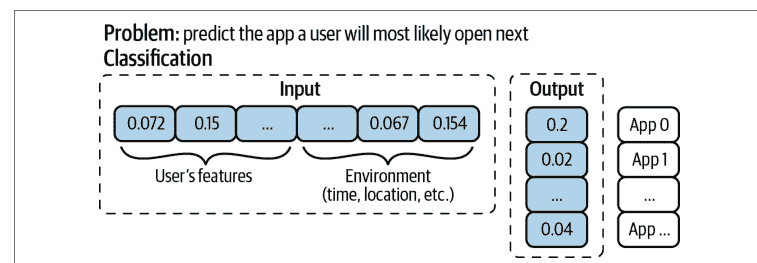 Problem: predict the app a user will most likely open next
Classification
Input
0.072 0.15 ... ... 0.067 0.154
User's features
Environment
(time, location, etc.)
Output
0.2
0.02
...
0.04
App 0
App 1
...
App ...